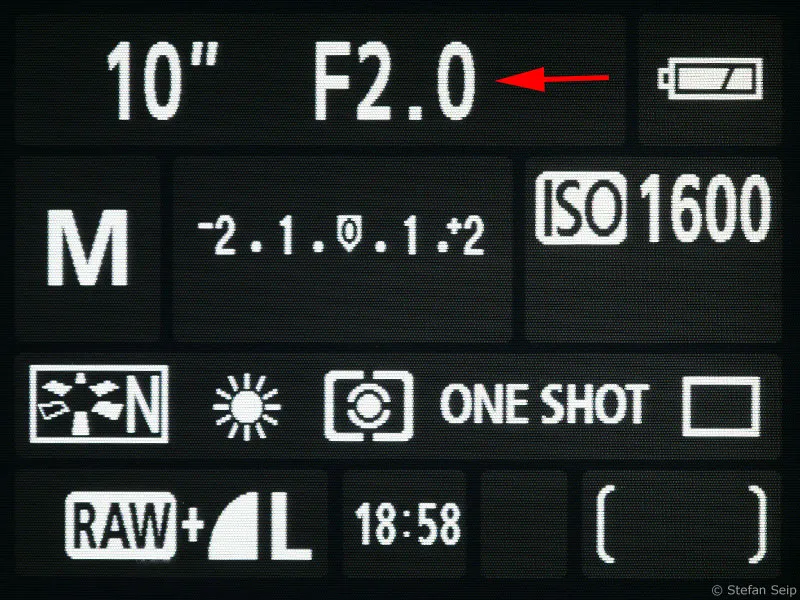 10" F2.0
M -2.1.0.1.+2 ISO 1600
N ONE SHOT
RAW+L 18:58 [ ]
© Stefan Seip